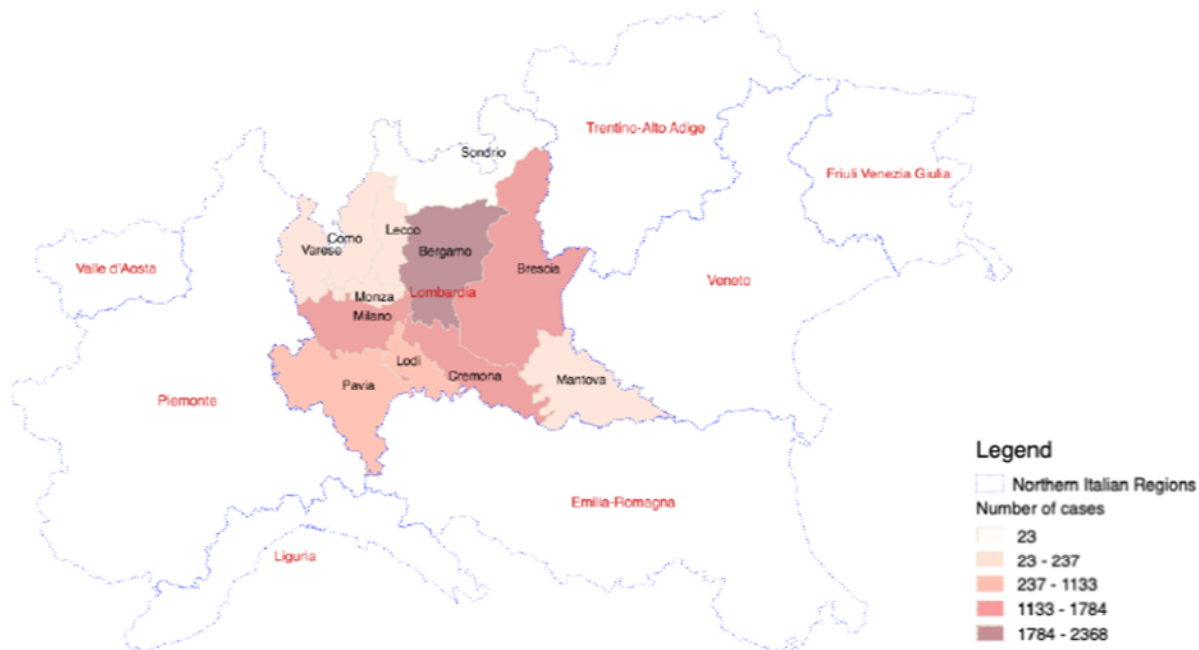 Sondrio
Trentino-Alto Adige
Friuli Venezia Giulia
Lecco
Como
Varese
Bergamo
Brescia
Valle d'Aosta
Veneto
Monza
Lombardia
Milano
Lodi
Pavia
Cremona
Mantova
Piemonte
Emilia-Romagna
Liguria
Legend
Northern Italian Regions
Number of cases
23
23 - 237
237 - 1133
1133 - 1784
1784 - 2368